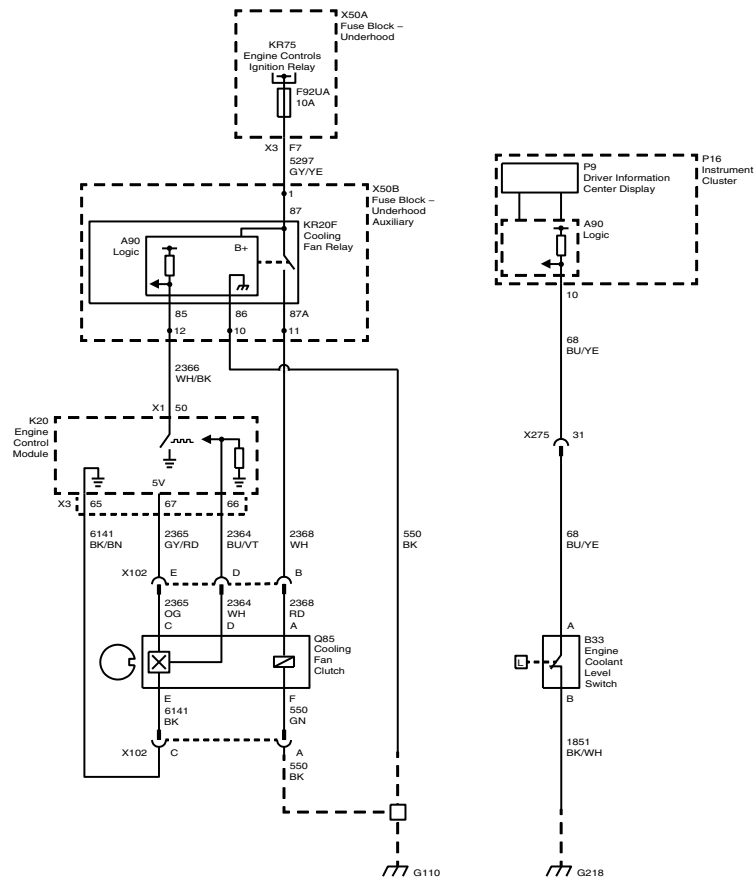 X50A
Fuse Block –
Underhood
KR75
Engine Controls
Ignition Relay
F92UA
10A
X3 F7
5297
GY/YE
X50B
Fuse Block –
Underhood
Auxiliary
1
87
KR20F
Cooling
Fan Relay
A90
Logic
B+
85
86
87A
12
10
11
2366
WH/BK
X1 50
K20
Engine
Control
Module
5V
X3
65
67
66
6141
BK/BN
2365
GY/RD
2364
BU/VT
2368
WH
550
BK
X102
E
D
B
2365
OG
2364
WH
2368
RD
C
D
A
Q85
Cooling
Fan
Clutch
E
F
6141
BK
550
GN
X102
C
A
550
BK
G110
P16
Instrument
Cluster
P9
Driver Information
Center Display
A90
Logic
10
68
BU/YE
X275
31
68
BU/YE
A
B33
Engine
Coolant
Level
Switch
L
B
1851
BK/WH
G218